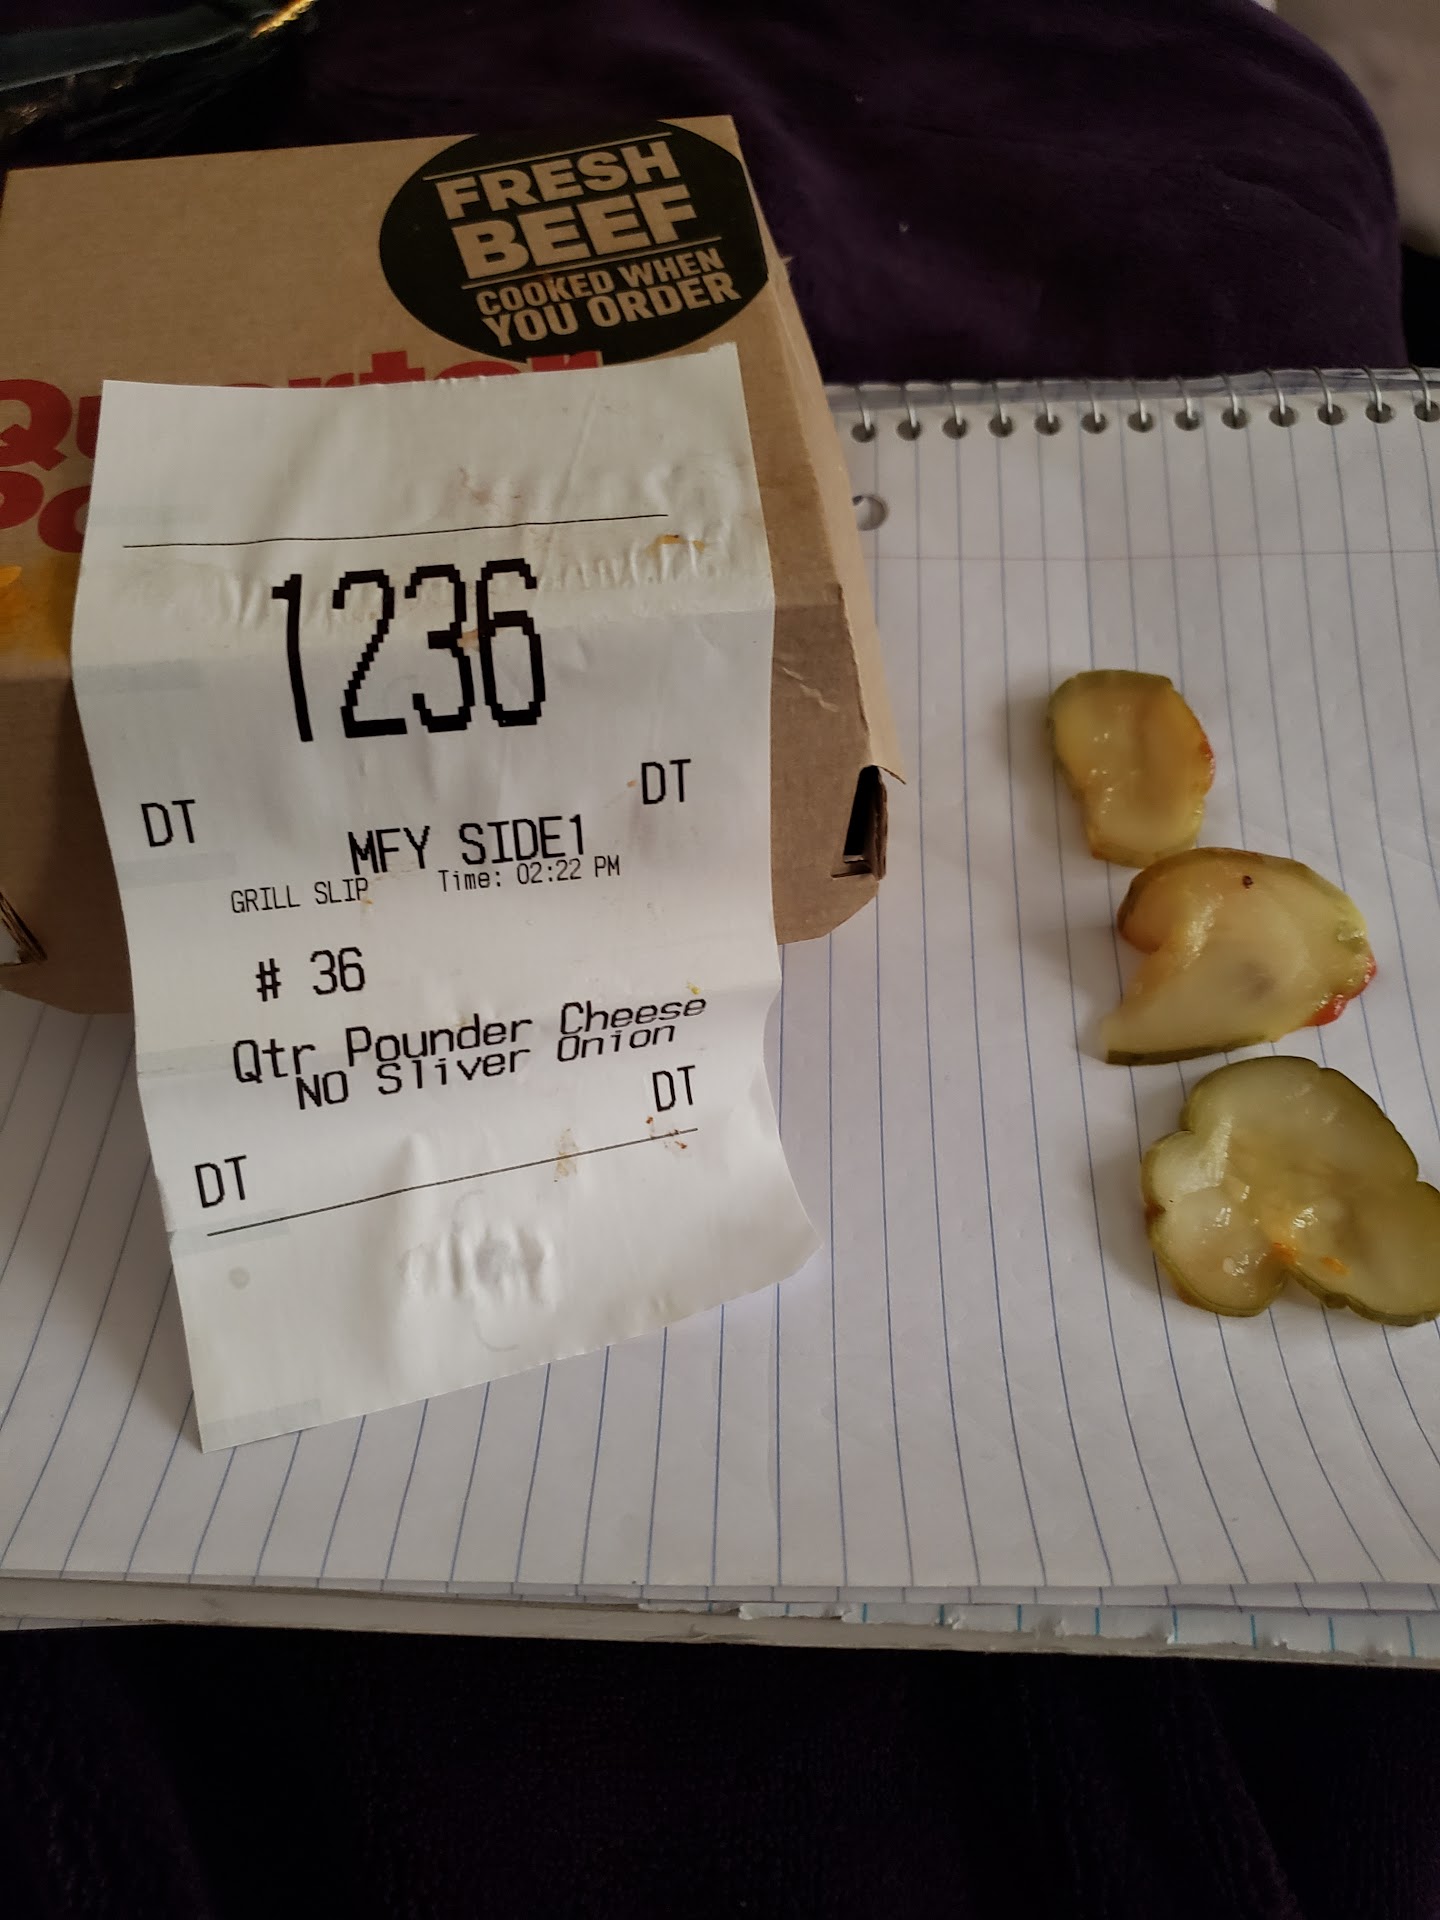 FRESH
BEEF
COOKED WHEN
YOU ORDER
1236
DT DT
MFY SIDE1
GRILL SLIP Time: 02:22 PM
# 36
Qtr Pounder Cheese
NO Sliver Onion
DT DT